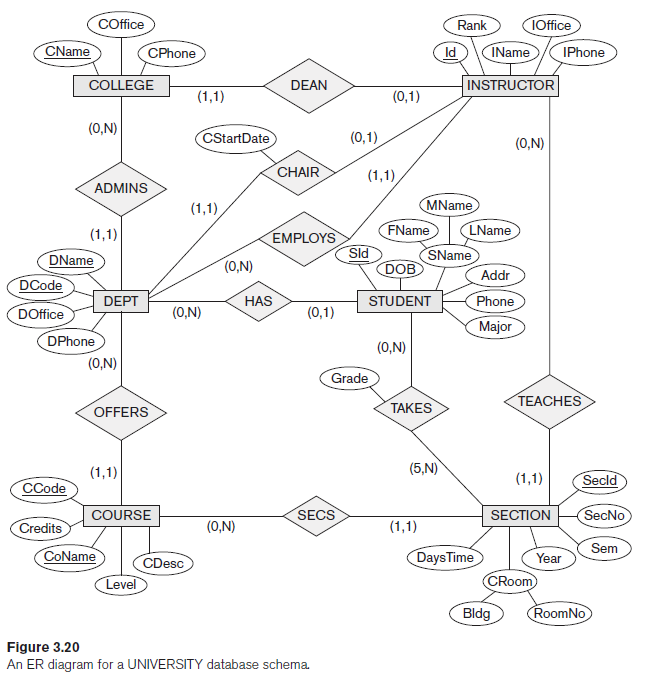 COffice
Rank
IOffice
CName
CPhone
Id
IName
IPhone
COLLEGE
DEAN
INSTRUCTOR
(1,1)
(0,1)
(0,N)
CStartDate
(0,1)
(0,N)
CHAIR
(1,1)
ADMINS
MName
(1,1)
FName
LName
(1,1)
EMPLOYS
SId
SName
DName
(0,N)
DOB
Addr
DCode
DEPT
HAS
STUDENT
Phone
DOffice
(0,N)
(0,1)
Major
DPhone
(0,N)
(0,N)
Grade
OFFERS
TAKES
TEACHES
(1,1)
(5,N)
(1,1)
SecId
CCode
COURSE
SECS
SECTION
SecNo
Credits
(0,N)
(1,1)
CoName
CDesc
DaysTime
Year
Sem
Level
CRoom
Bldg
RoomNo
Figure 3.20
An ER diagram for a UNIVERSITY database schema.